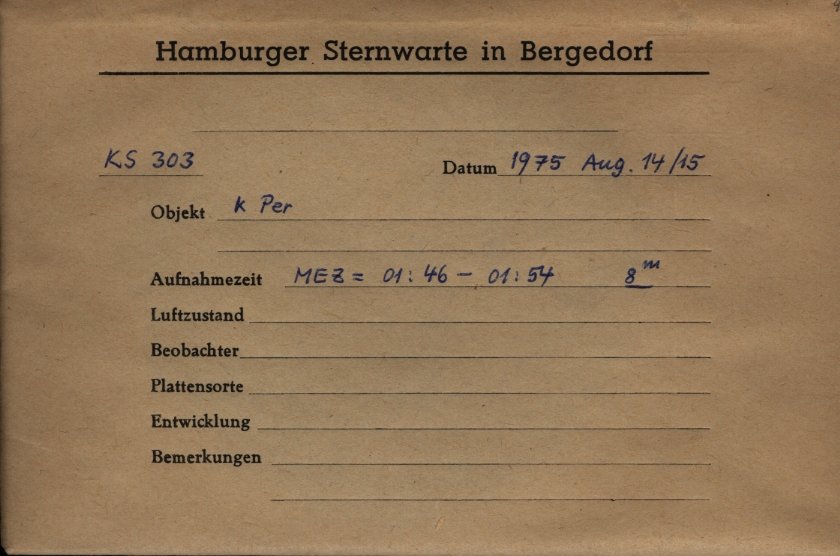 Hamburger Sternwarte in Bergedorf
KS 303 Datum 1975 Aug. 14/15
Objekt k Per
Aufnahmezeit MEZ = 01:46 – 01:54 8ᵐ
Luftzustand
Beobachter
Plattensorte
Entwicklung
Bemerkungen